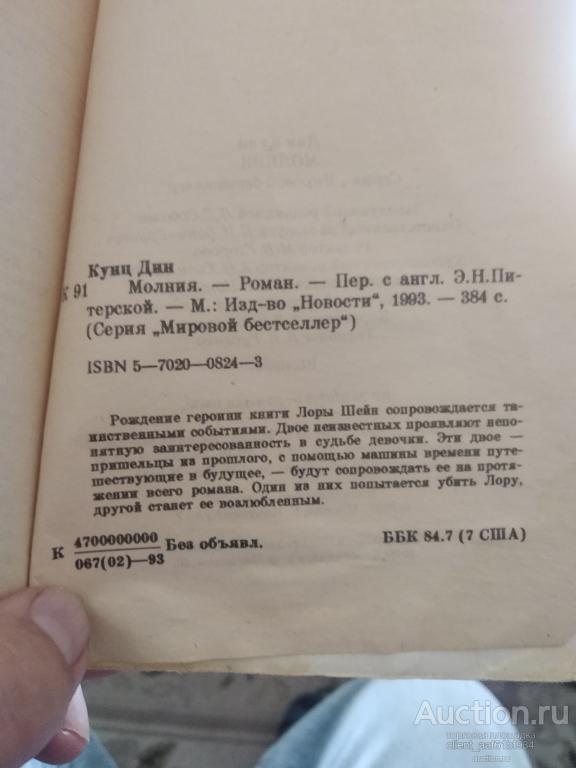 Кунц Дин
К 91 Молния. — Роман. — Пер. с англ. Э.Н.Пи-
терской. — М.: Изд-во „Новости“, 1993. — 384 с.
(Серия „Мировой бестселлер“)
ISBN 5—7020—0824—3
Рождение героини книги Лоры Шейн сопровождается та-
инственными событиями. Двое неизвестных проявляют непо-
нятную заинтересованность в судьбе девочки. Эти двое —
пришельцы из прошлого, с помощью машины времени путе-
шествующие в будущее, — будут сопровождать ее на протя-
жении всего романа. Один из них попытается убить Лору,
другой станет ее возлюбленным.
К 4700000000 Без объявл. ББК 84.7 (7 США)
067(02)—93
Auction.ru
торговая площадка
auction.ru